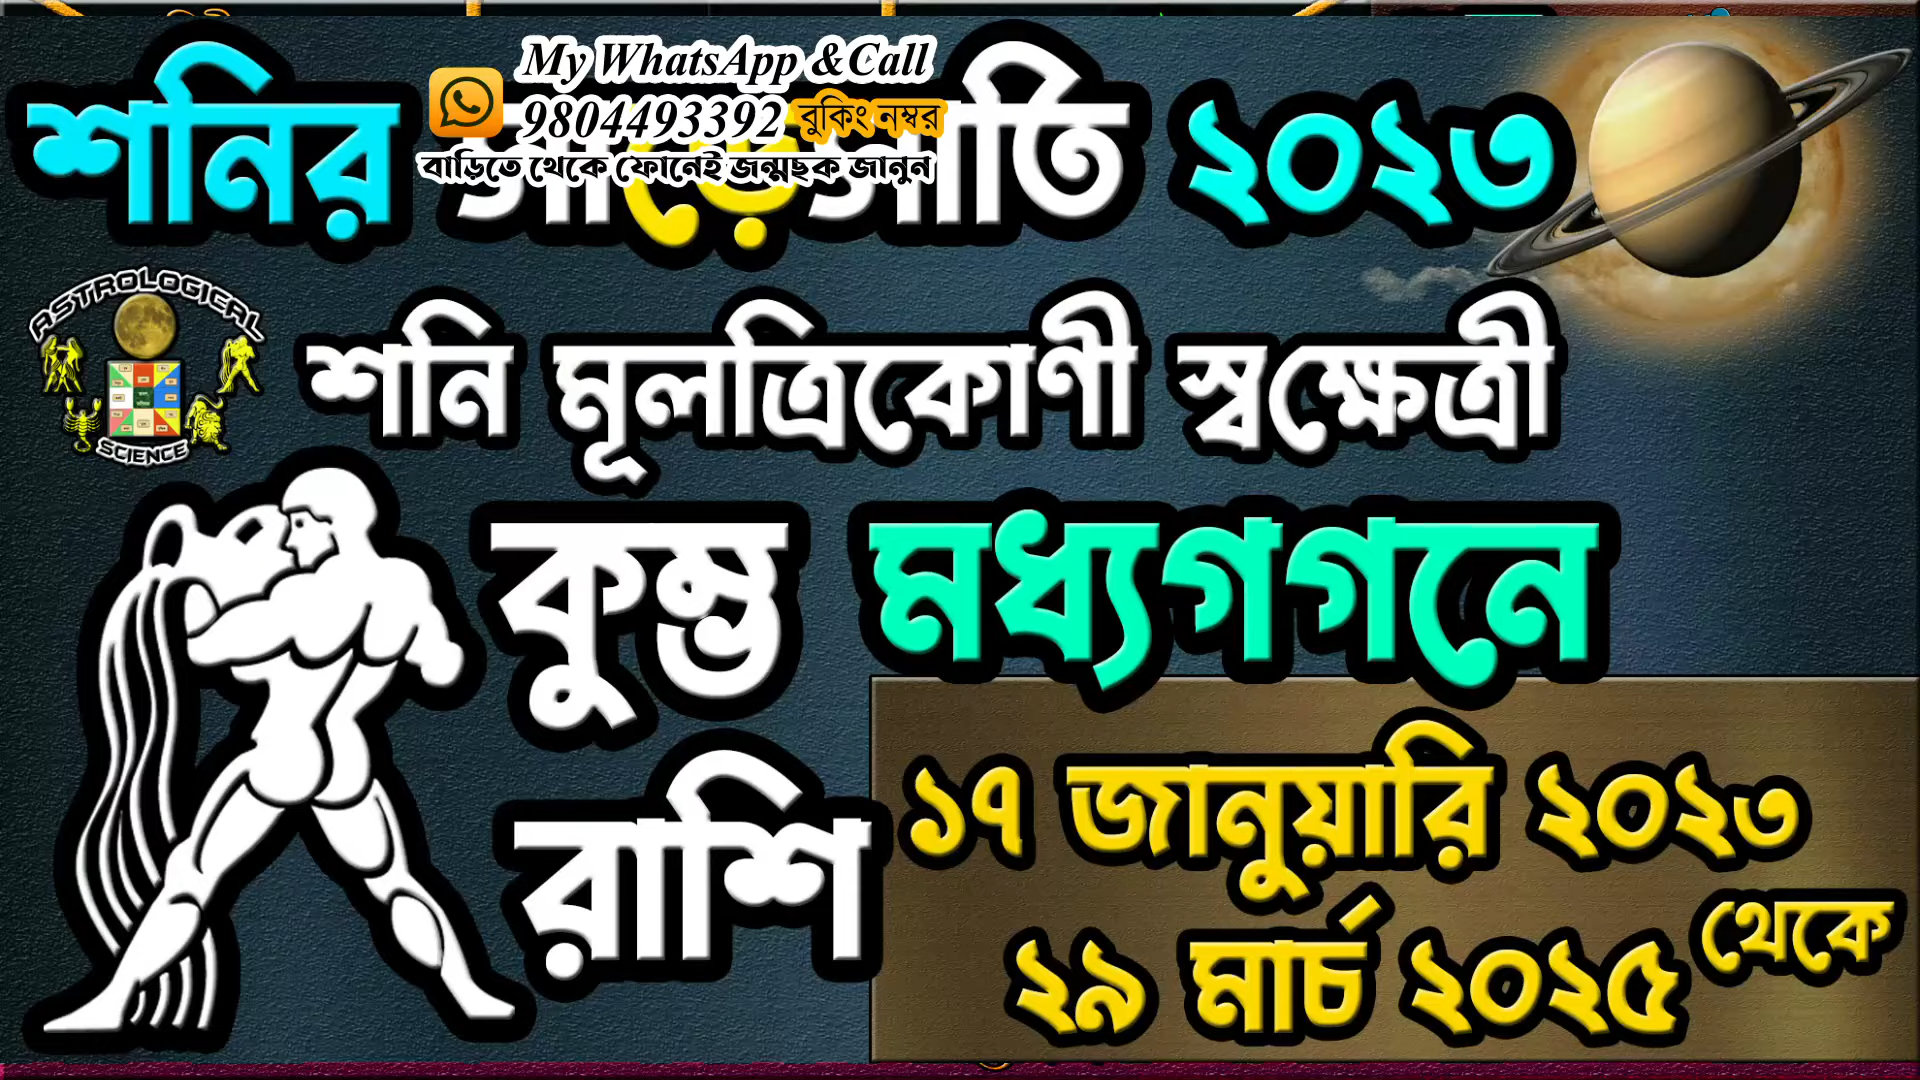 My WhatsApp &Call
9804493392 বুকিং নম্বর
বাড়িতে থেকে ফোনেই জন্মছক জানুন
শনির সাড়েসাতি ২০২৩
ASTROLOGICAL
SCIENCE
শনি মূলত্রিকোণী স্বক্ষেত্রী
কুম্ভ মধ্যগগনে
রাশি
১৭ জানুয়ারি ২০২৩
থেকে
২৯ মার্চ ২০২৫